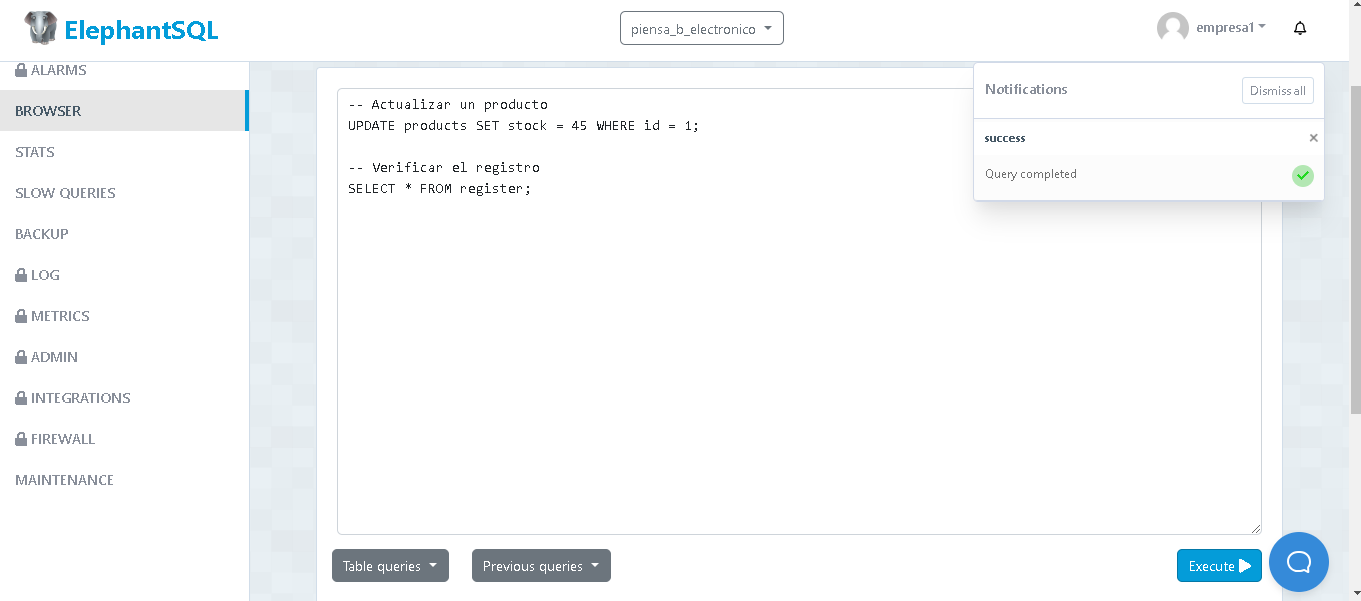 ElephantSQL
piensa_b_electronico
empresa1
ALARMS
BROWSER
STATS
SLOW QUERIES
BACKUP
LOG
METRICS
ADMIN
INTEGRATIONS
FIREWALL
MAINTENANCE
-- Actualizar un producto
UPDATE products SET stock = 45 WHERE id = 1;
-- Verificar el registro
SELECT * FROM register;
Notifications
Dismiss all
success
×
Query completed
Table queries
Previous queries
Execute